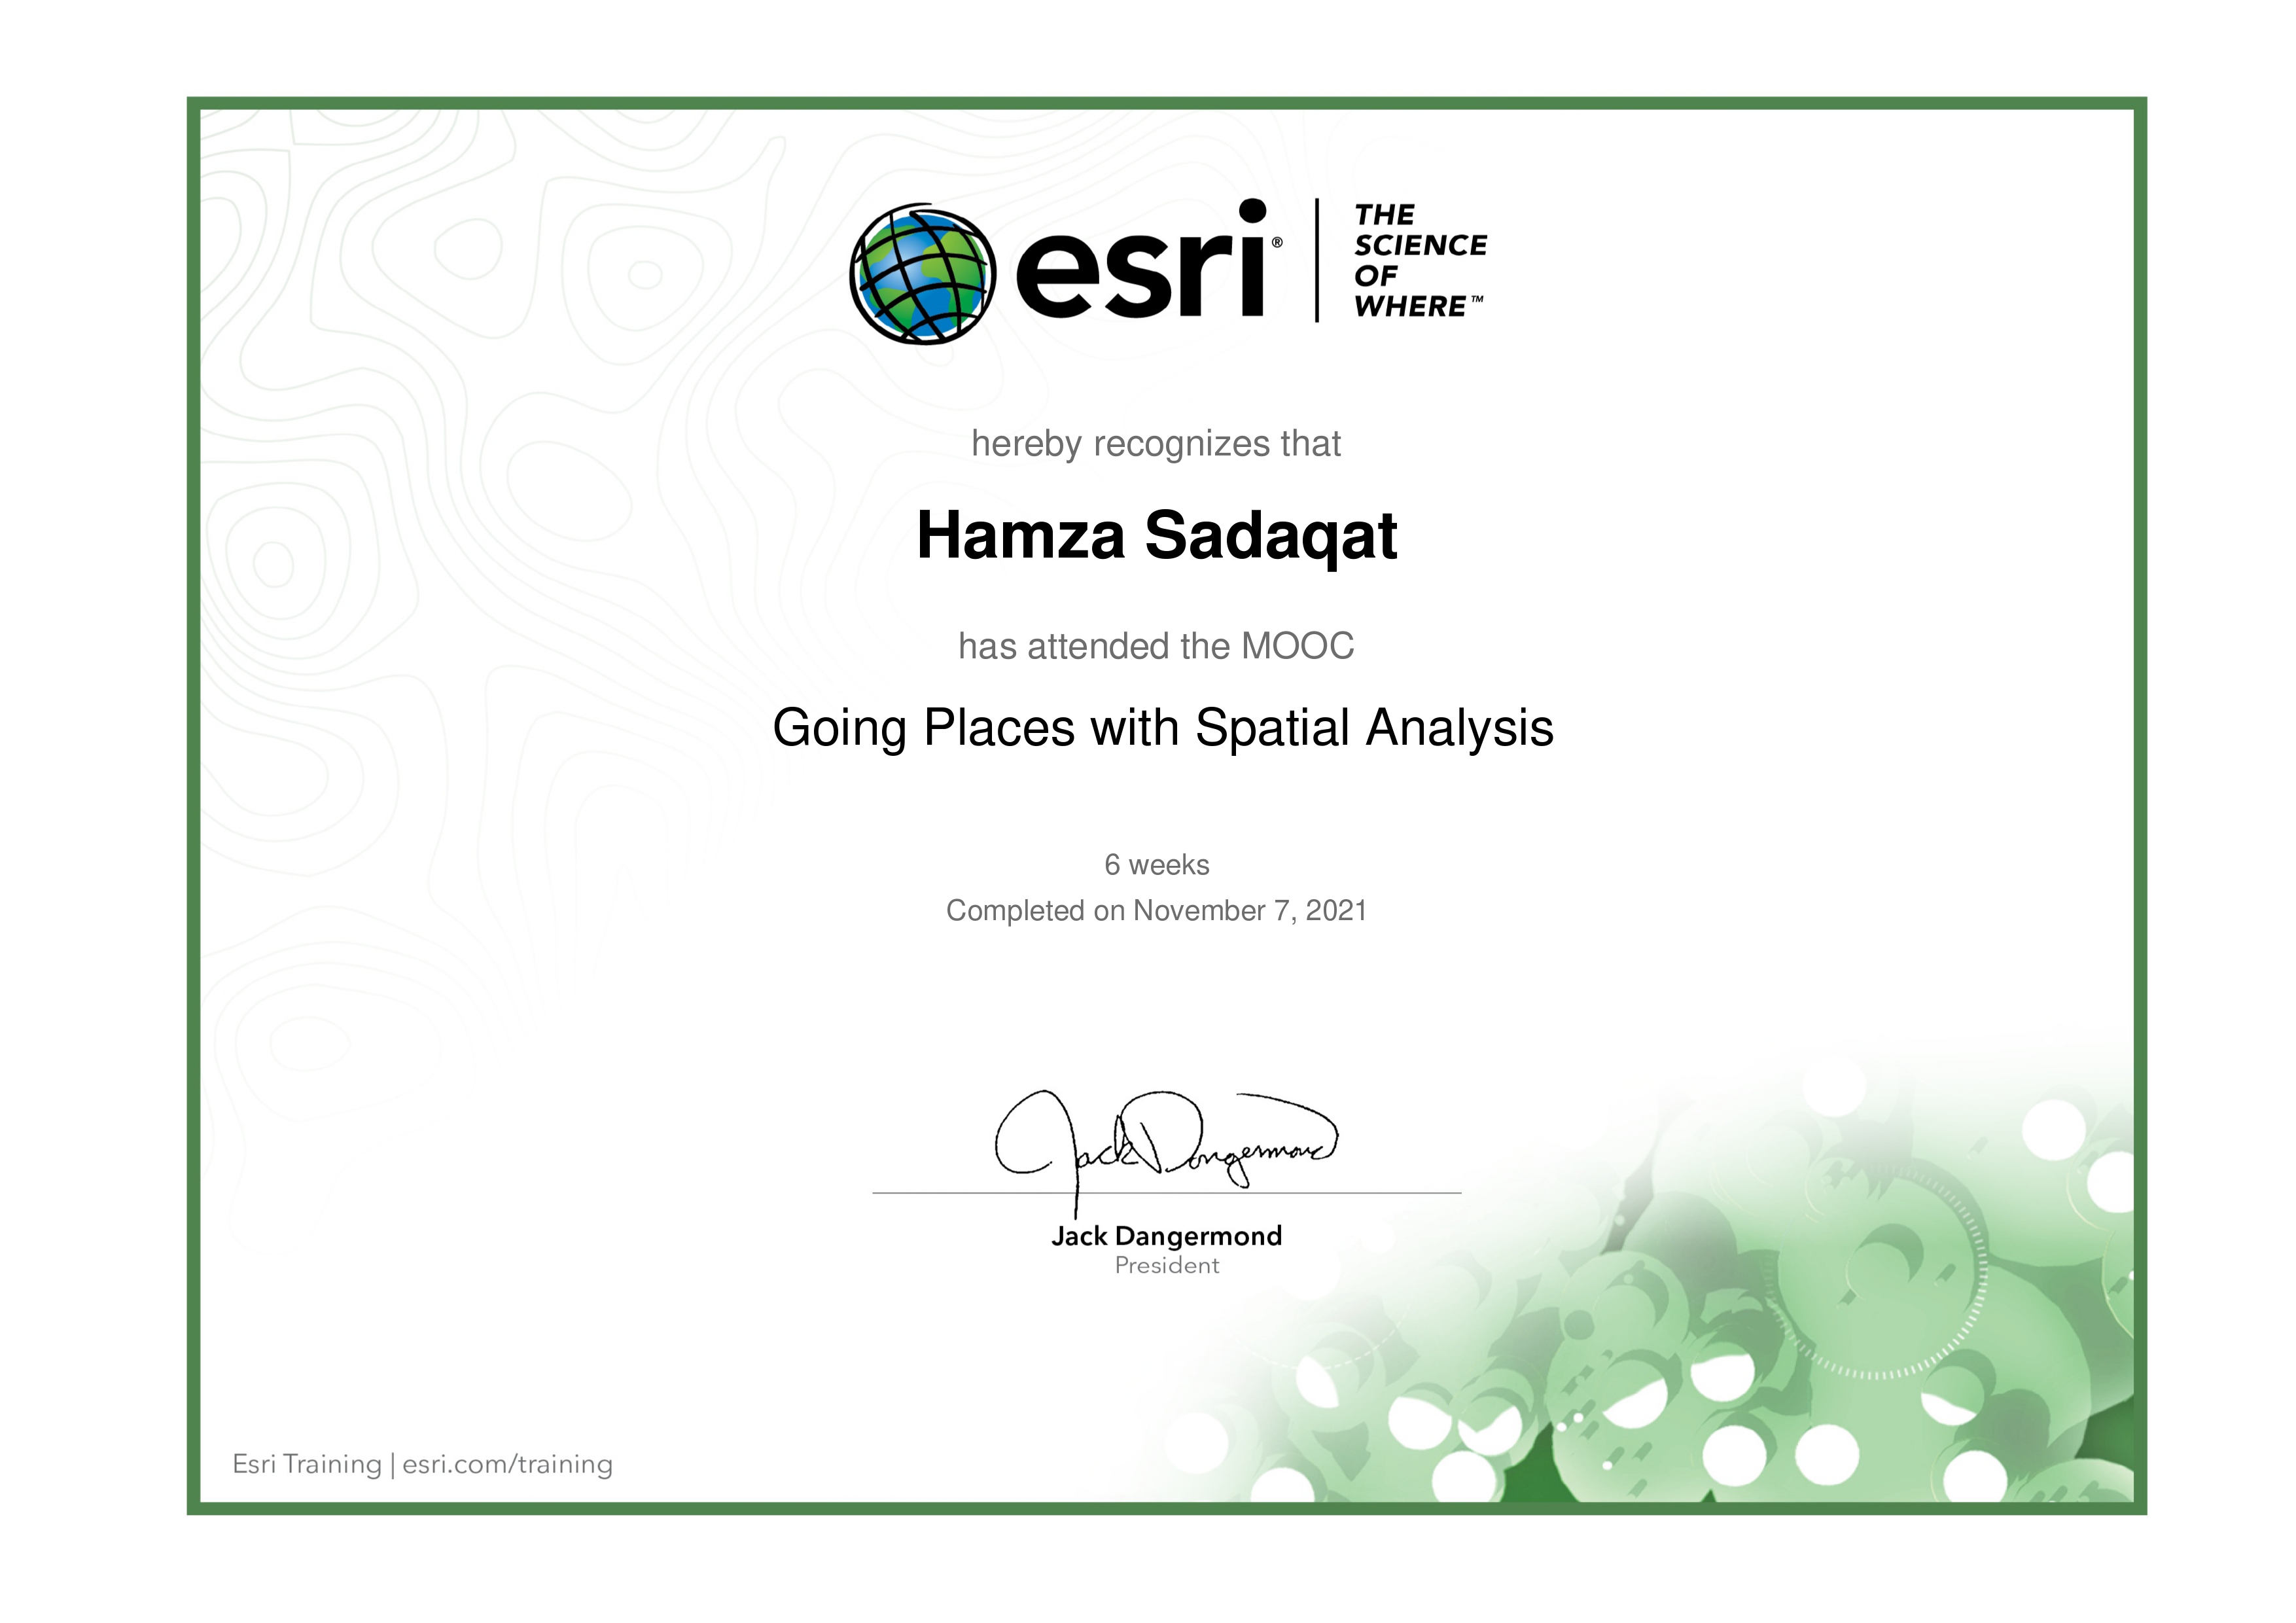 esri®
THE
SCIENCE
OF
WHERE™
hereby recognizes that
Hamza Sadaqat
has attended the MOOC
Going Places with Spatial Analysis
6 weeks
Completed on November 7, 2021
Jack Dangermond
Jack Dangermond
President
Esri Training | esri.com/training